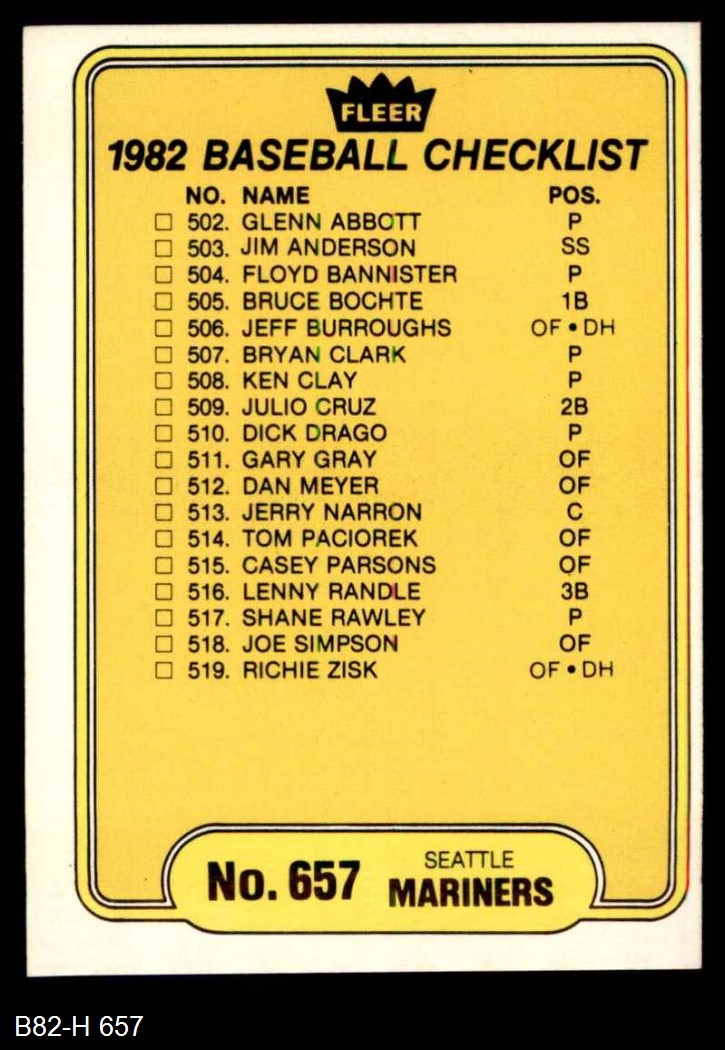 FLEER
1982 BASEBALL CHECKLIST
NO. NAME POS.
502. GLENN ABBOTT P
503. JIM ANDERSON SS
504. FLOYD BANNISTER P
505. BRUCE BOCHTE 1B
506. JEFF BURROUGHS OF • DH
507. BRYAN CLARK P
508. KEN CLAY P
509. JULIO CRUZ 2B
510. DICK DRAGO P
511. GARY GRAY OF
512. DAN MEYER OF
513. JERRY NARRON C
514. TOM PACIOREK OF
515. CASEY PARSONS OF
516. LENNY RANDLE 3B
517. SHANE RAWLEY P
518. JOE SIMPSON OF
519. RICHIE ZISK OF • DH
No. 657 SEATTLE
MARINERS
B82-H 657